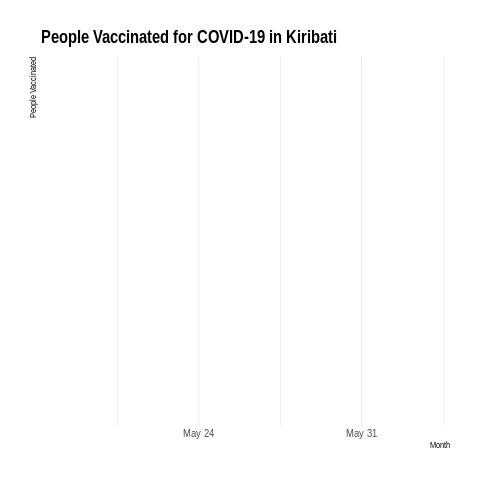 People Vaccinated for COVID-19 in Kiribati
People Vaccinated
May 24
May 31
Month